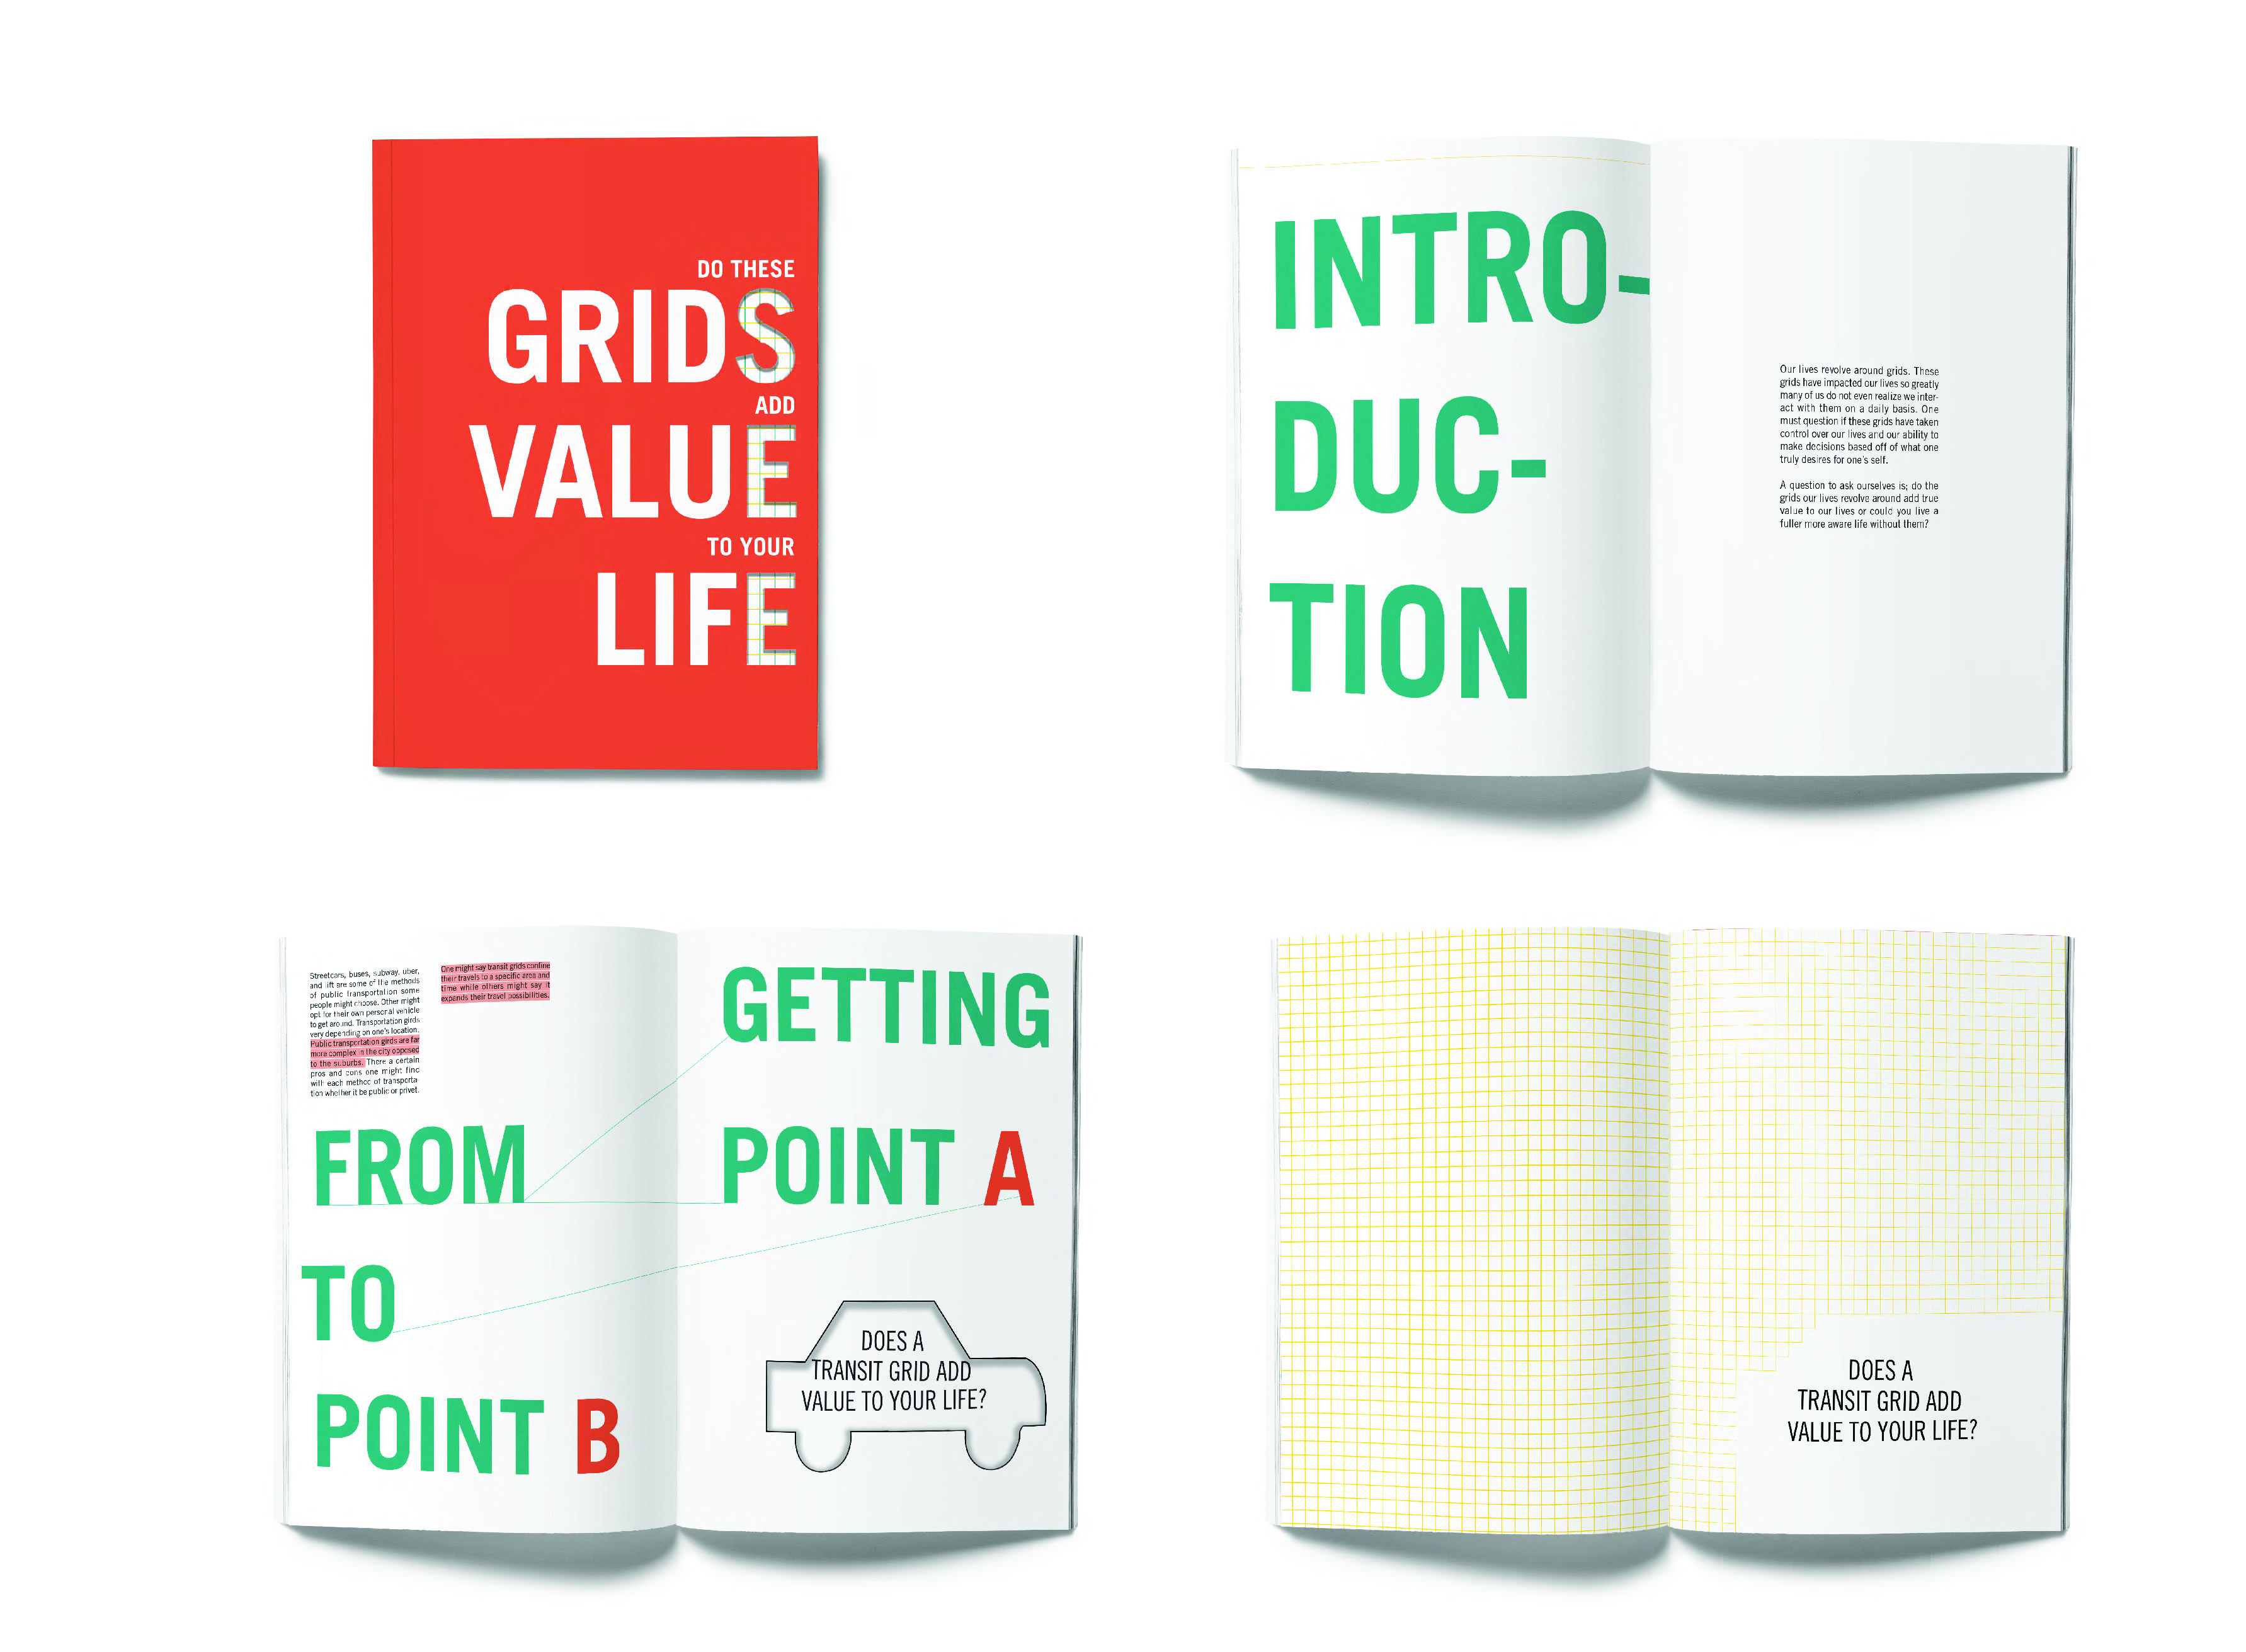 DO THESE
GRIDS
ADD
VALUE
TO YOUR
LIFE
INTRO-
DUC-
TION
Our lives revolve around grids. These
grids have impacted our lives so greatly
many of us do not even realize we inter-
act with them on a daily basis. One
must question if these grids have taken
control over our lives and our ability to
make decisions based off of what one
truly desires for one's self.
A question to ask ourselves is; do the
grids our lives revolve around add true
value to our lives or could you live a
fuller more aware life without them?
Streetcars, buses, subway, uber,
and lift are some of the methods
of public transportation some
people might choose. Other might
opt for their own personal vehicle
to get around. Transportation girds
very depending on one's location.
Public transportation girds are far
more complex in the city opposed
to the suburbs. There a certain
pros and cons one might find
with each method of transporta-
tion whether it be public or privet.
One might say transit grids confine
their travels to a specific area and
time while others might say it
expands their travel possibilities.
GETTING
FROM
POINT A
TO
POINT B
DOES A
TRANSIT GRID ADD
VALUE TO YOUR LIFE?
DOES A
TRANSIT GRID ADD
VALUE TO YOUR LIFE?